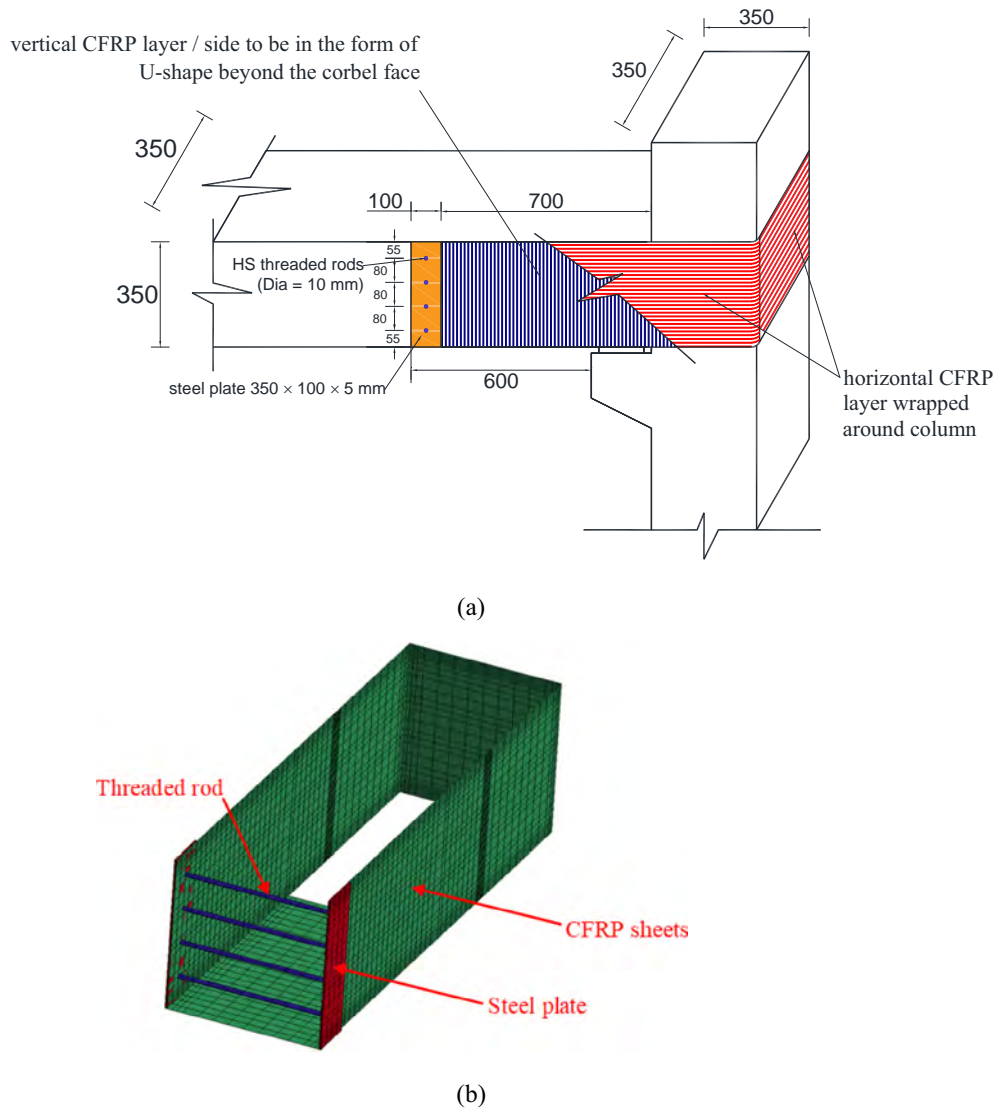 350
vertical CFRP layer / side to be in the form of
U-shape beyond the corbel face
350
350
100
700
55
HS threaded rods
(Dia = 10 mm)
80
80
80
350
55
steel plate 350 × 100 × 5 mm
600
horizontal CFRP
layer wrapped
around column
(a)
Threaded rod
CFRP sheets
Steel plate
(b)